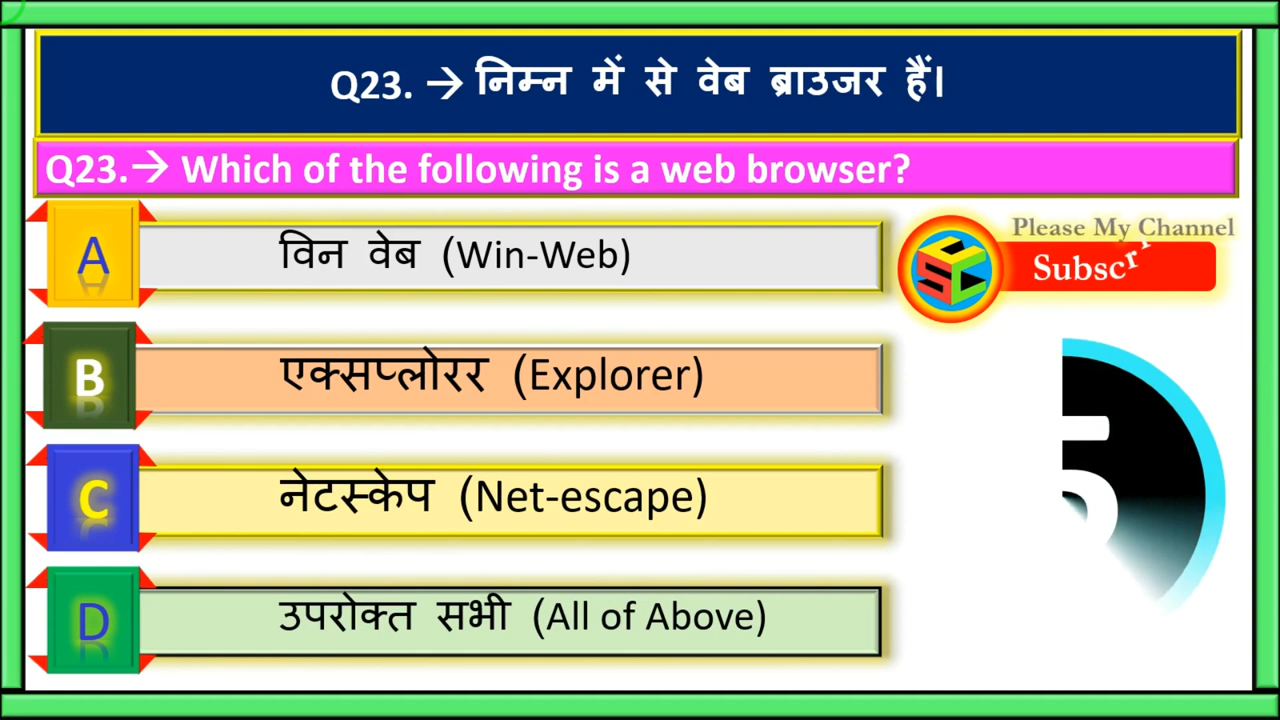 Q23. → निम्न में से वेब ब्राउजर हैं।
Q23.→ Which of the following is a web browser?
A
विन वेब (Win-Web)
Please My Channel
Subscr
B
एक्सप्लोरर (Explorer)
C
नेटस्केप (Net-escape)
5
D
उपरोक्त सभी (All of Above)